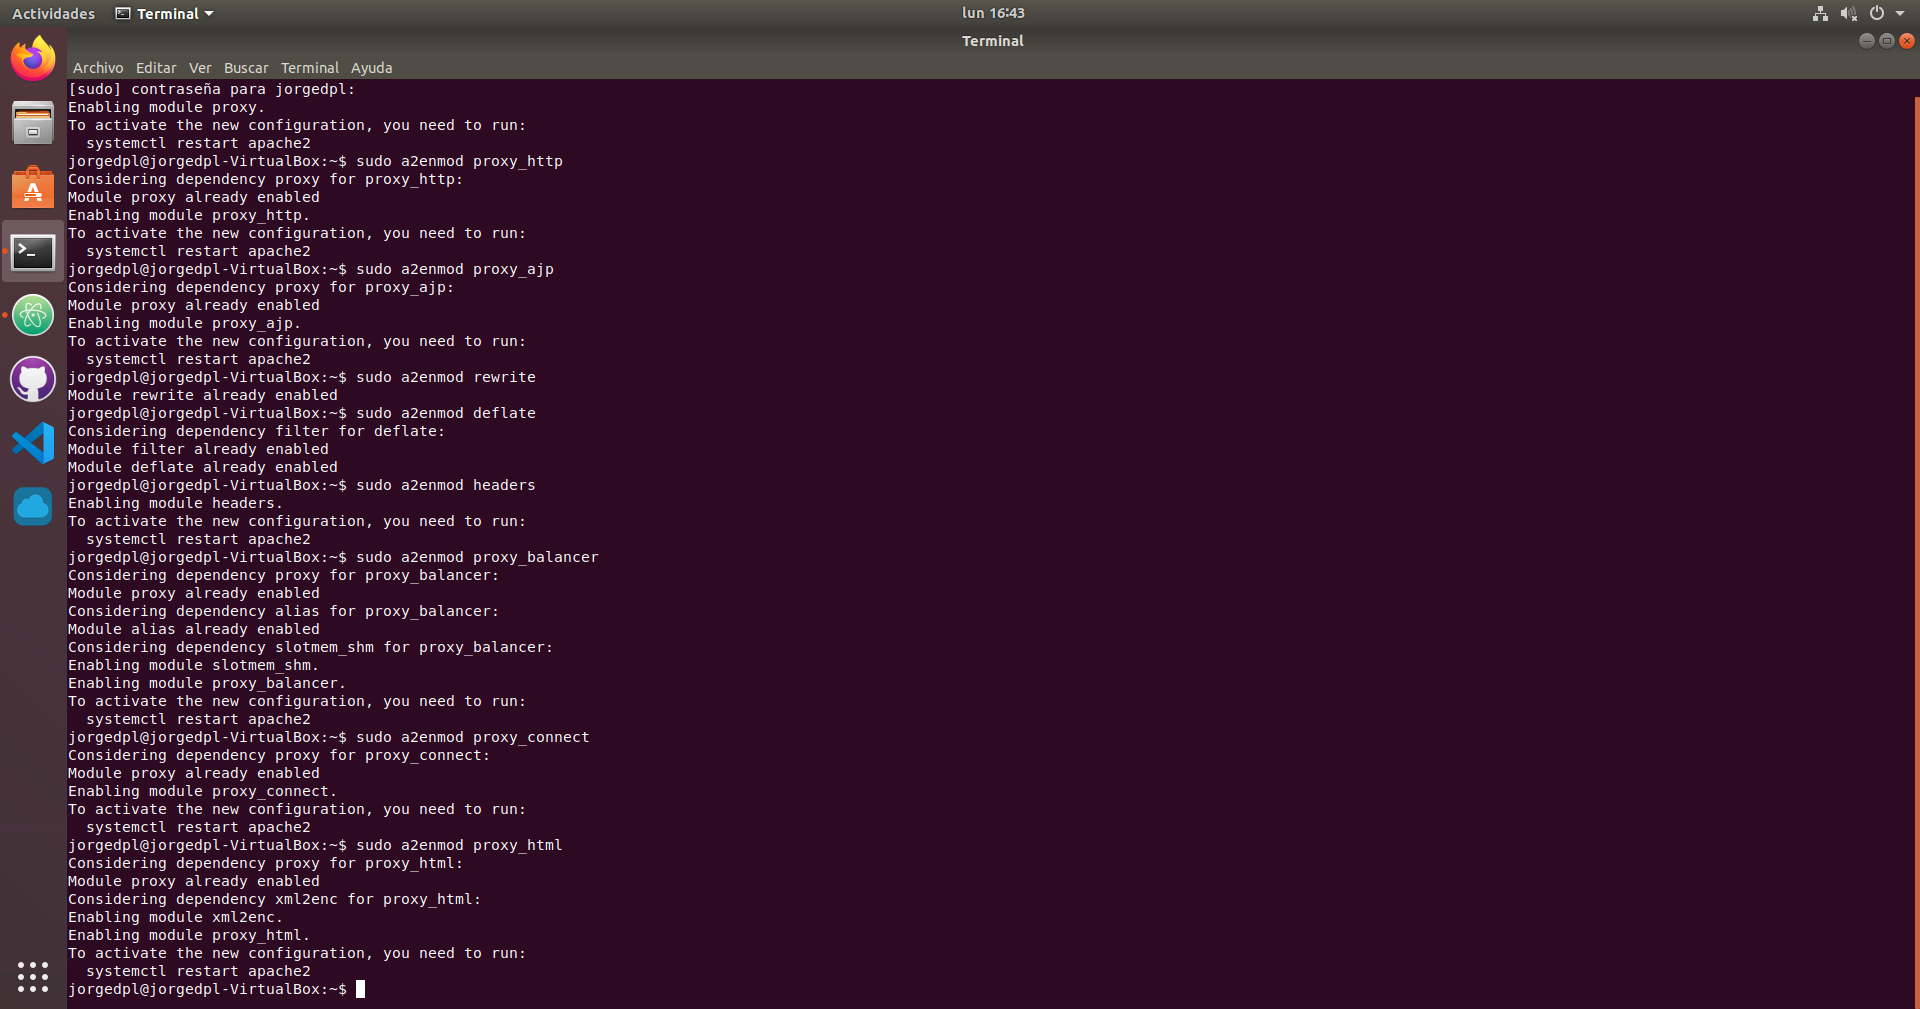 Actividades Terminal lun 16:43
Terminal
Archivo Editar Ver Buscar Terminal Ayuda
[sudo] contraseña para jorgedpl:
Enabling module proxy.
To activate the new configuration, you need to run:
  systemctl restart apache2
jorgedpl@jorgedpl-VirtualBox:~$ sudo a2enmod proxy_http
Considering dependency proxy for proxy_http:
Module proxy already enabled
Enabling module proxy_http.
To activate the new configuration, you need to run:
  systemctl restart apache2
jorgedpl@jorgedpl-VirtualBox:~$ sudo a2enmod proxy_ajp
Considering dependency proxy for proxy_ajp:
Module proxy already enabled
Enabling module proxy_ajp.
To activate the new configuration, you need to run:
  systemctl restart apache2
jorgedpl@jorgedpl-VirtualBox:~$ sudo a2enmod rewrite
Module rewrite already enabled
jorgedpl@jorgedpl-VirtualBox:~$ sudo a2enmod deflate
Considering dependency filter for deflate:
Module filter already enabled
Module deflate already enabled
jorgedpl@jorgedpl-VirtualBox:~$ sudo a2enmod headers
Enabling module headers.
To activate the new configuration, you need to run:
  systemctl restart apache2
jorgedpl@jorgedpl-VirtualBox:~$ sudo a2enmod proxy_balancer
Considering dependency proxy for proxy_balancer:
Module proxy already enabled
Considering dependency alias for proxy_balancer:
Module alias already enabled
Considering dependency slotmem_shm for proxy_balancer:
Enabling module slotmem_shm.
Enabling module proxy_balancer.
To activate the new configuration, you need to run:
  systemctl restart apache2
jorgedpl@jorgedpl-VirtualBox:~$ sudo a2enmod proxy_connect
Considering dependency proxy for proxy_connect:
Module proxy already enabled
Enabling module proxy_connect.
To activate the new configuration, you need to run:
  systemctl restart apache2
jorgedpl@jorgedpl-VirtualBox:~$ sudo a2enmod proxy_html
Considering dependency proxy for proxy_html:
Module proxy already enabled
Considering dependency xml2enc for proxy_html:
Enabling module xml2enc.
Enabling module proxy_html.
To activate the new configuration, you need to run:
  systemctl restart apache2
jorgedpl@jorgedpl-VirtualBox:~$